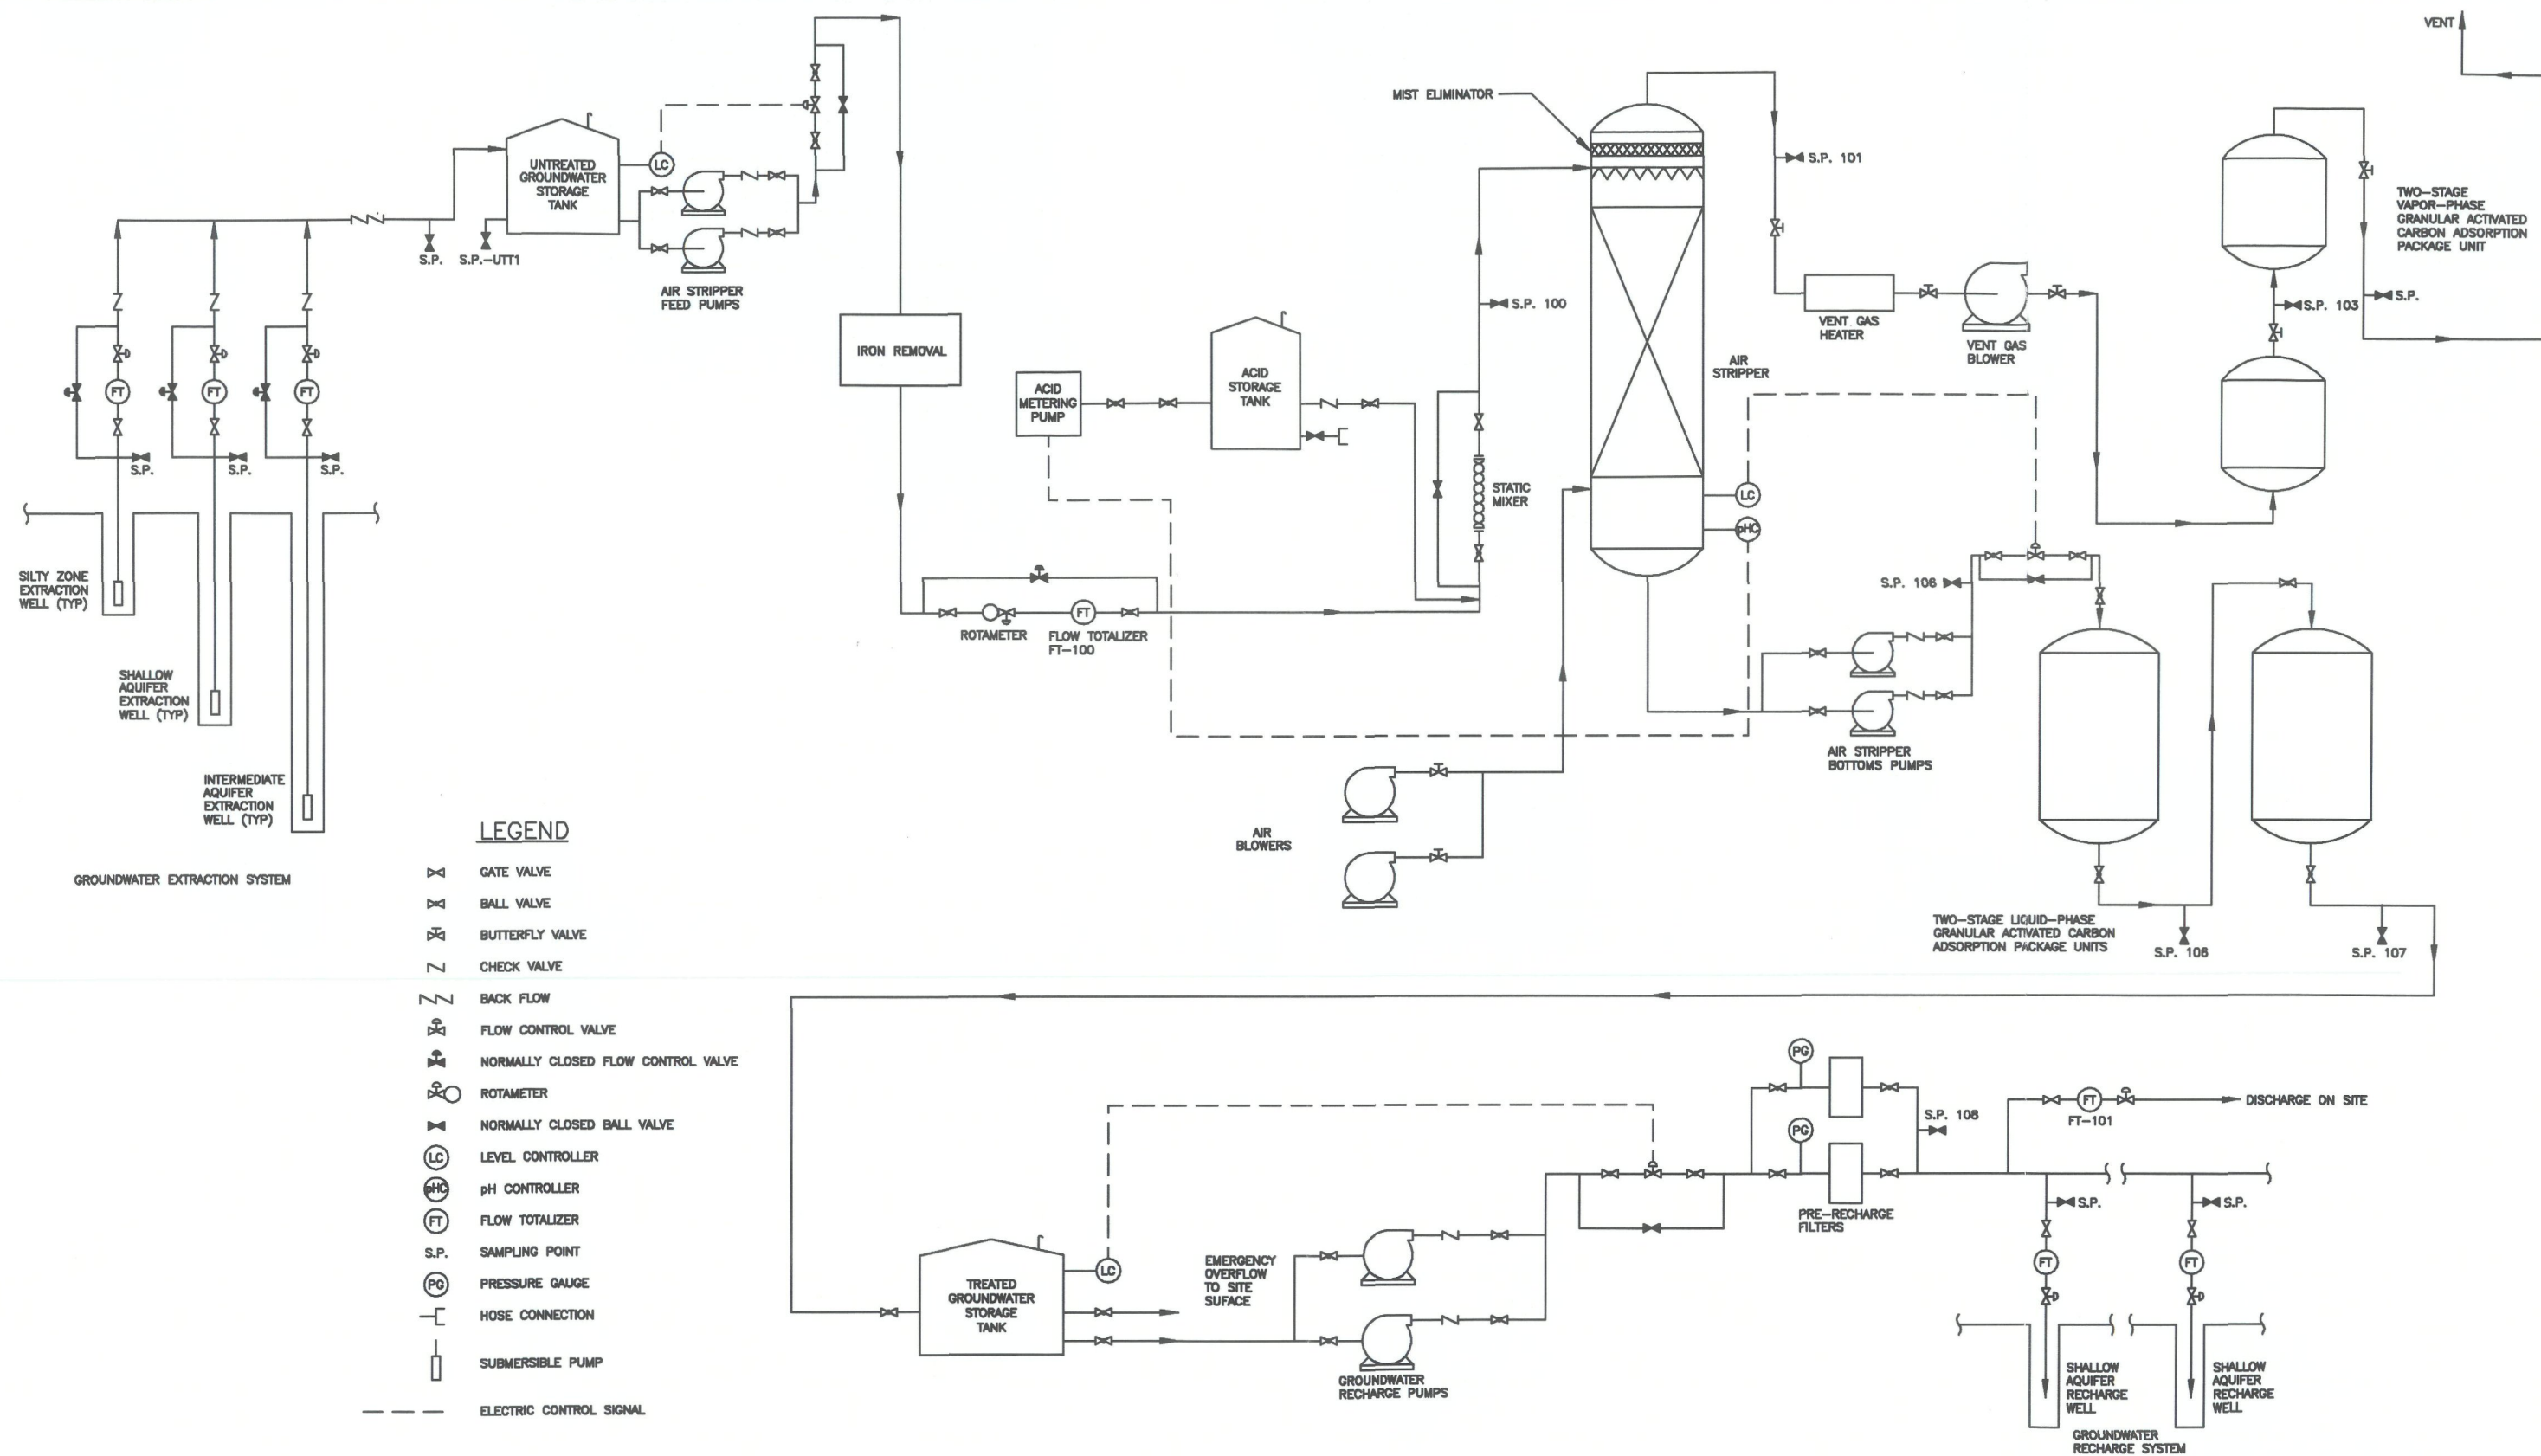 VENT
MIST ELIMINATOR
S.P. 101
UNTREATED
GROUNDWATER
STORAGE
TANK
LC
S.P.
S.P.-UTT1
AIR STRIPPER
FEED PUMPS
TWO-STAGE
VAPOR-PHASE
GRANULAR ACTIVATED
CARBON ADSORPTION
PACKAGE UNIT
S.P. 100
S.P. 103
S.P.
VENT GAS
HEATER
VENT GAS
BLOWER
IRON REMOVAL
AIR
STRIPPER
ACID
METERING
PUMP
ACID
STORAGE
TANK
FT
FT
FT
S.P.
S.P.
S.P.
STATIC
MIXER
LC
pHC
SILTY ZONE
EXTRACTION
WELL (TYP)
S.P. 106
ROTAMETER
FT
FLOW TOTALIZER
FT-100
SHALLOW
AQUIFER
EXTRACTION
WELL (TYP)
AIR STRIPPER
BOTTOMS PUMPS
INTERMEDIATE
AQUIFER
EXTRACTION
WELL (TYP)
AIR
BLOWERS
GROUNDWATER EXTRACTION SYSTEM
TWO-STAGE LIQUID-PHASE
GRANULAR ACTIVATED CARBON
ADSORPTION PACKAGE UNITS
S.P. 106
S.P. 107
LEGEND
GATE VALVE
BALL VALVE
BUTTERFLY VALVE
CHECK VALVE
BACK FLOW
FLOW CONTROL VALVE
NORMALLY CLOSED FLOW CONTROL VALVE
ROTAMETER
NORMALLY CLOSED BALL VALVE
LC LEVEL CONTROLLER
pHC pH CONTROLLER
FT FLOW TOTALIZER
S.P. SAMPLING POINT
PG PRESSURE GAUGE
HOSE CONNECTION
SUBMERSIBLE PUMP
ELECTRIC CONTROL SIGNAL
PG
PG
S.P. 108
FT
FT-101
DISCHARGE ON SITE
PRE-RECHARGE
FILTERS
S.P.
S.P.
LC
TREATED
GROUNDWATER
STORAGE
TANK
EMERGENCY
OVERFLOW
TO SITE
SUFACE
FT
FT
GROUNDWATER
RECHARGE PUMPS
SHALLOW
AQUIFER
RECHARGE
WELL
SHALLOW
AQUIFER
RECHARGE
WELL
GROUNDWATER
RECHARGE SYSTEM